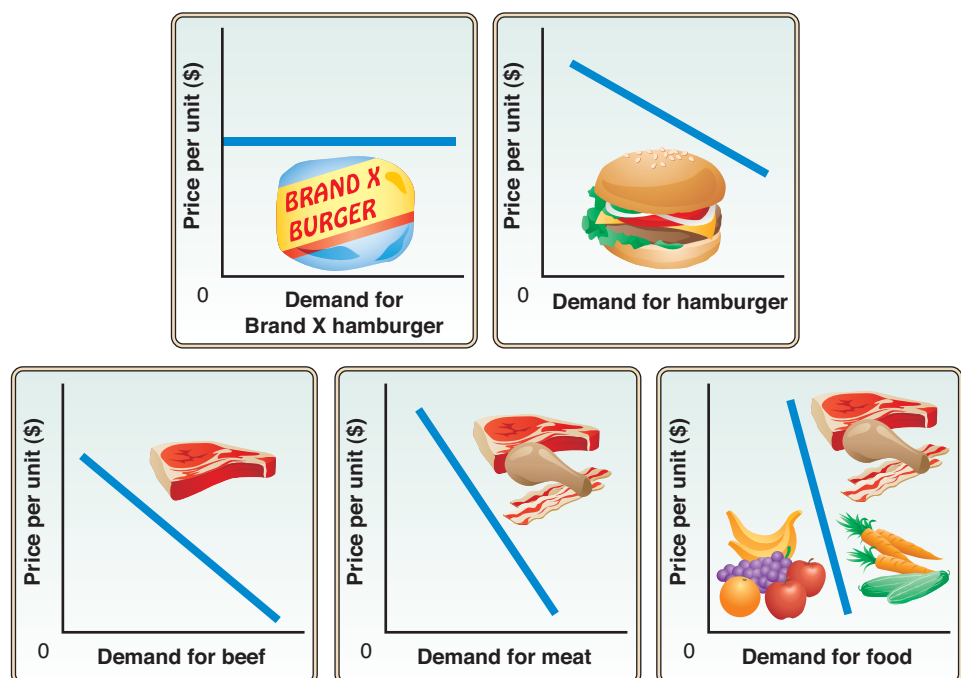 Price per unit ($)
BRAND X
BURGER
0
Demand for
Brand X hamburger
Price per unit ($)
0
Demand for hamburger
Price per unit ($)
0
Demand for beef
Price per unit ($)
0
Demand for meat
Price per unit ($)
0
Demand for food